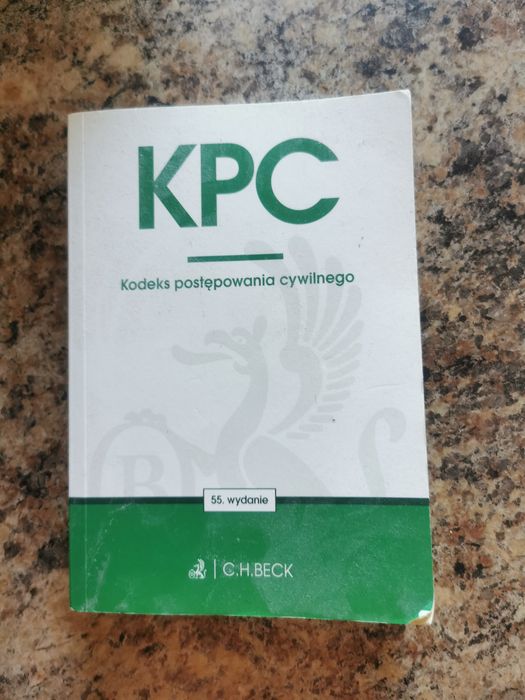 KPC
Kodeks postępowania cywilnego
55. wydanie
C.H.BECK